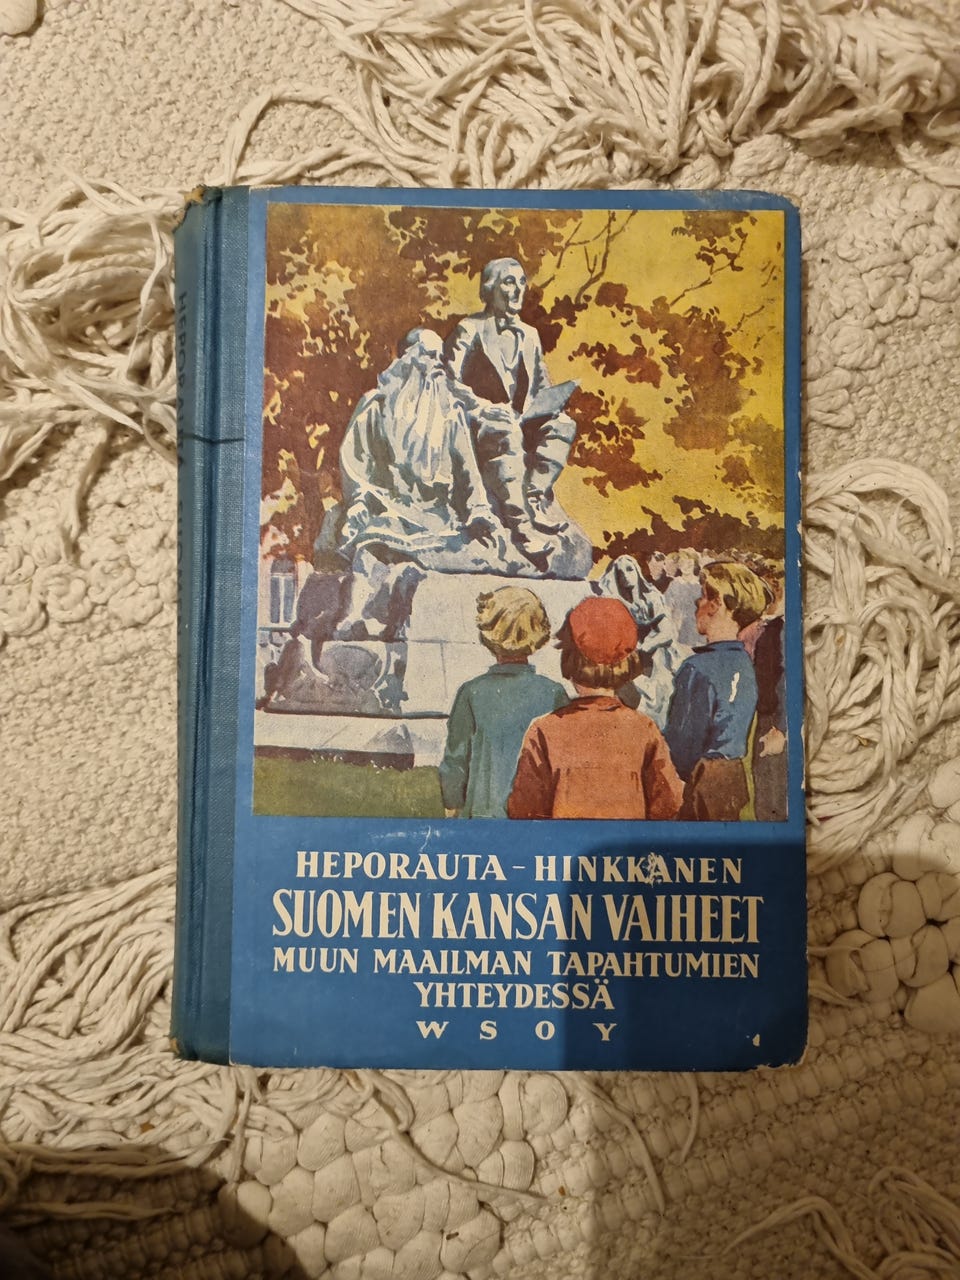 HEPORAUTA - HINKKANEN
SUOMEN KANSAN VAIHEET
MUUN MAAILMAN TAPAHTUMIEN
YHTEYDESSÄ
WSOY